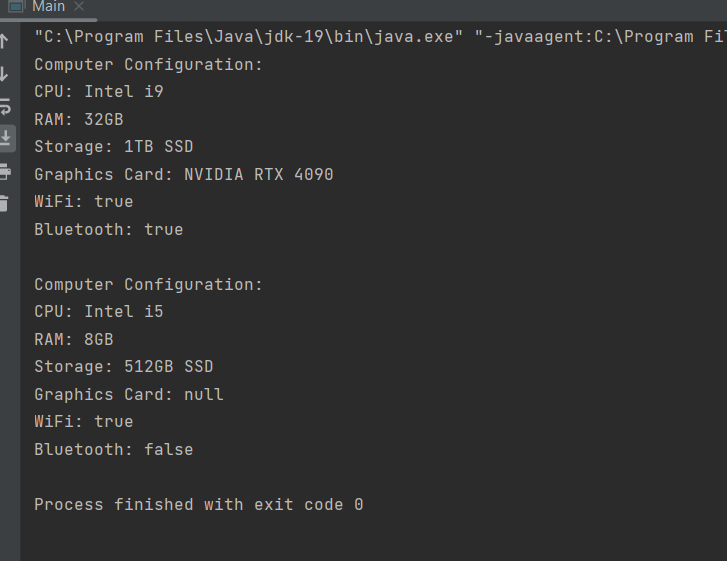 Main
"C:\Program Files\Java\jdk-19\bin\java.exe" "-javaagent:C:\Program
Computer Configuration:
CPU: Intel i9
RAM: 32GB
Storage: 1TB SSD
Graphics Card: NVIDIA RTX 4090
WiFi: true
Bluetooth: true
Computer Configuration:
CPU: Intel i5
RAM: 8GB
Storage: 512GB SSD
Graphics Card: null
WiFi: true
Bluetooth: false
Process finished with exit code 0